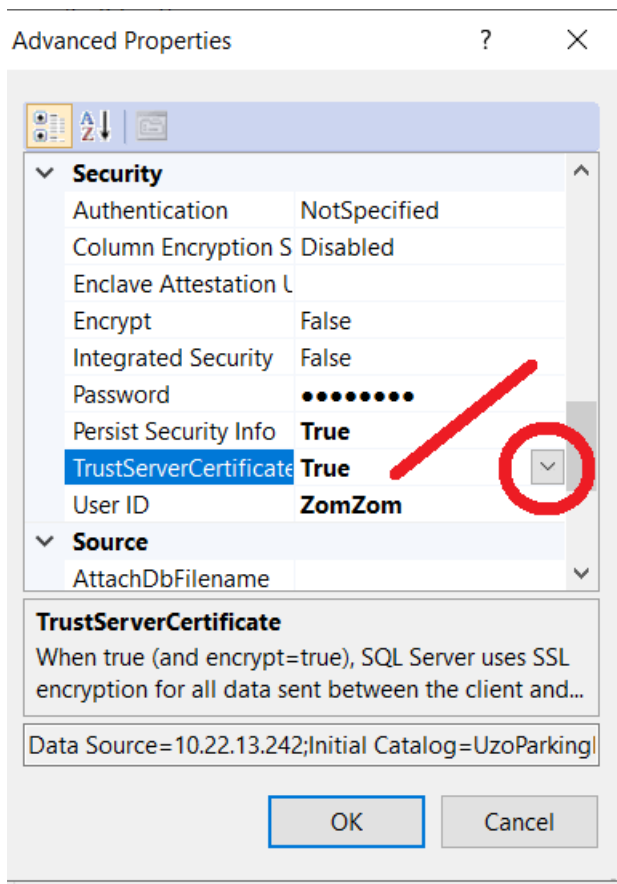 Advanced Properties ?
Security
Authentication NotSpecified
Column Encryption S Disabled
Enclave Attestation U
Encrypt False
Integrated Security False
Password ●●●●●●●●
Persist Security Info True
TrustServerCertificate True
User ID ZomZom
Source
AttachDbFilename
TrustServerCertificate
When true (and encrypt=true), SQL Server uses SSL
encryption for all data sent between the client and...
Data Source=10.22.13.242;Initial Catalog=UzoParking
OK Cancel